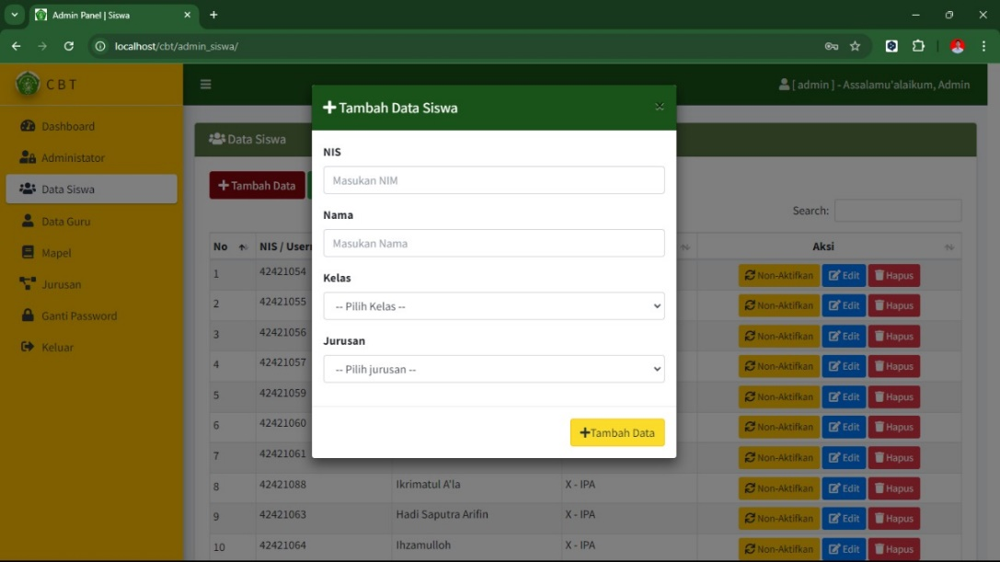 Admin Panel | Siswa
localhost/cbt/admin_siswa/
CBT
[ admin ] - Assalamu'alaikum, Admin
Dashboard
Administator
Data Siswa
Data Guru
Mapel
Jurusan
Ganti Password
Keluar
Data Siswa
Tambah Data
Search:
Tambah Data Siswa
NIS
Masukan NIM
Nama
Masukan Nama
Kelas
-- Pilih Kelas --
Jurusan
-- Pilih jurusan --
Tambah Data
No NIS / User Aksi
1 42421054 Non-Aktifkan Edit Hapus
2 42421055 Non-Aktifkan Edit Hapus
3 42421056 Non-Aktifkan Edit Hapus
4 42421057 Non-Aktifkan Edit Hapus
5 42421059 Non-Aktifkan Edit Hapus
6 42421060 Non-Aktifkan Edit Hapus
7 42421061 Non-Aktifkan Edit Hapus
8 42421088 Ikrimatul A'la X - IPA Non-Aktifkan Edit Hapus
9 42421063 Hadi Saputra Arifin X - IPA Non-Aktifkan Edit Hapus
10 42421064 Ihzamulloh X - IPA Non-Aktifkan Edit Hapus